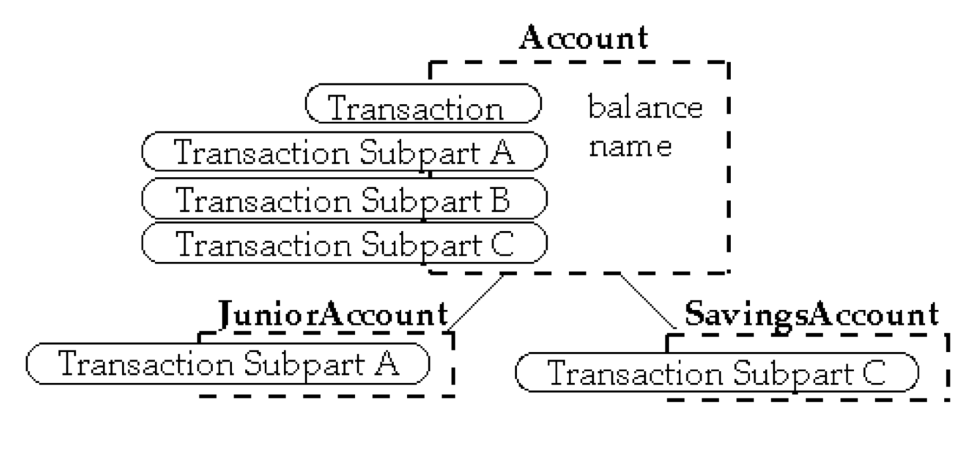 Account
Transaction
balance
Transaction Subpart A
name
Transaction Subpart B
Transaction Subpart C
JuniorAccount
SavingsAccount
Transaction Subpart A
Transaction Subpart C